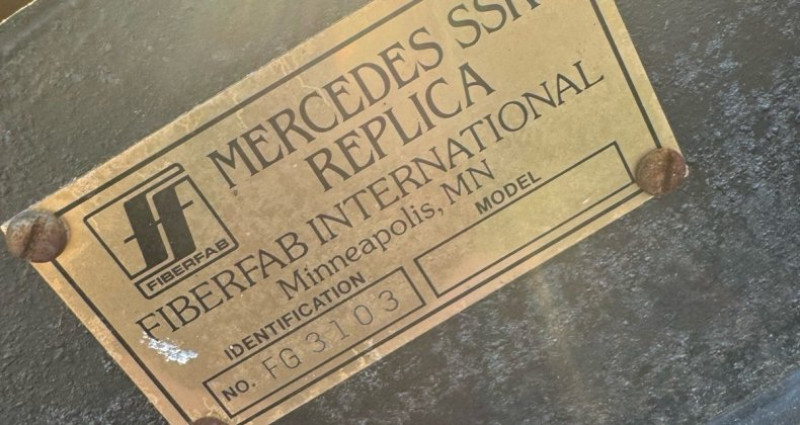 MERCEDES SSK
REPLICA
FIBERFAB
FIBERFAB INTERNATIONAL
Minneapolis, MN
IDENTIFICATION
MODEL
NO. FG 3103